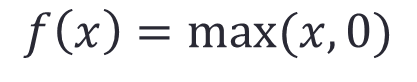 f(x) = max(x, 0)